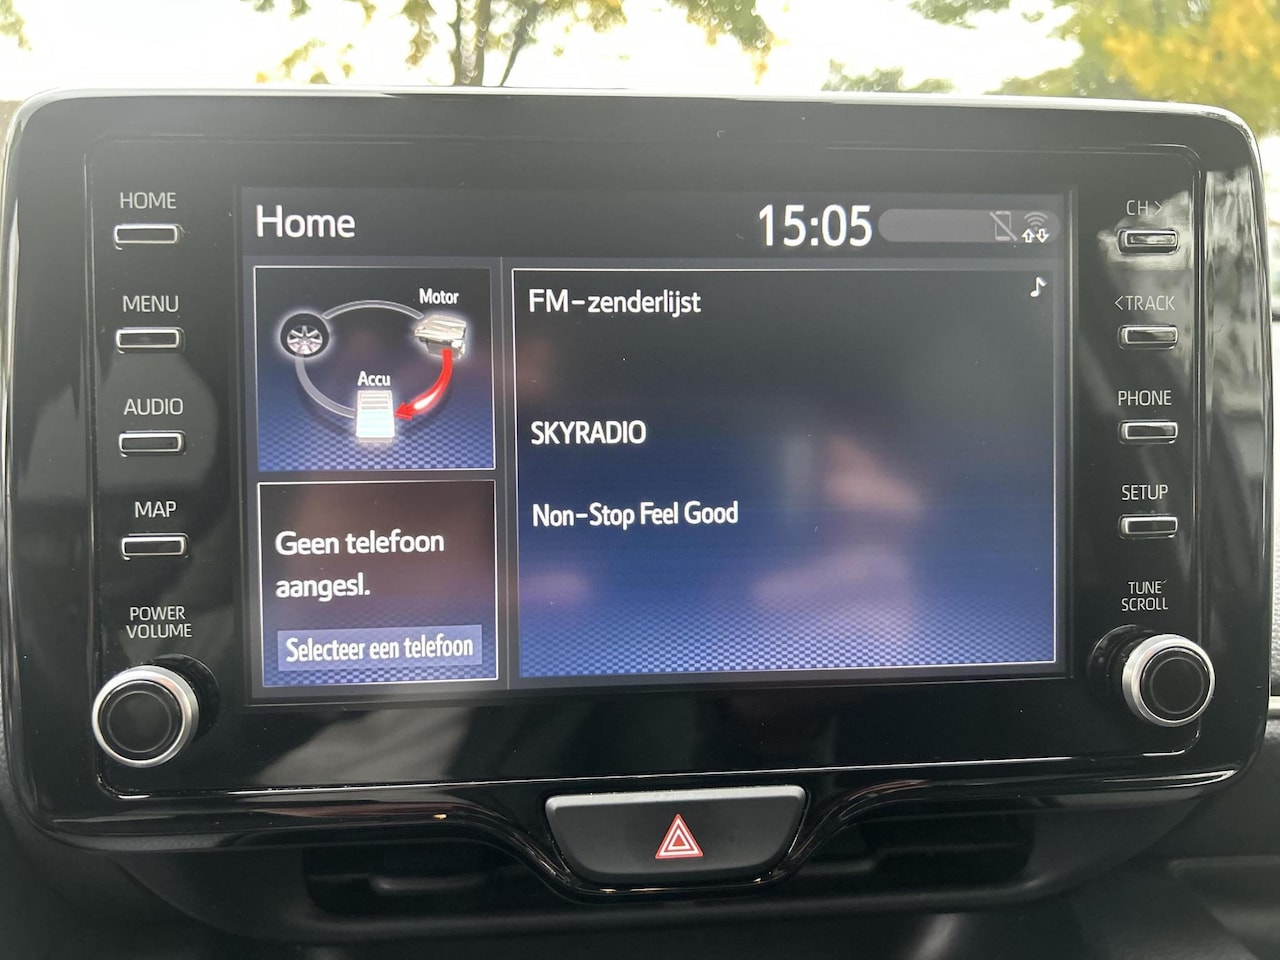 HOME
MENU
AUDIO
MAP
POWER
VOLUME
Home
15:05
Motor
Accu
Geen telefoon
aangesl.
Selecteer een telefoon
FM-zenderlijst
SKYRADIO
Non-Stop Feel Good
CH >
<TRACK
PHONE
SETUP
TUNE
SCROLL